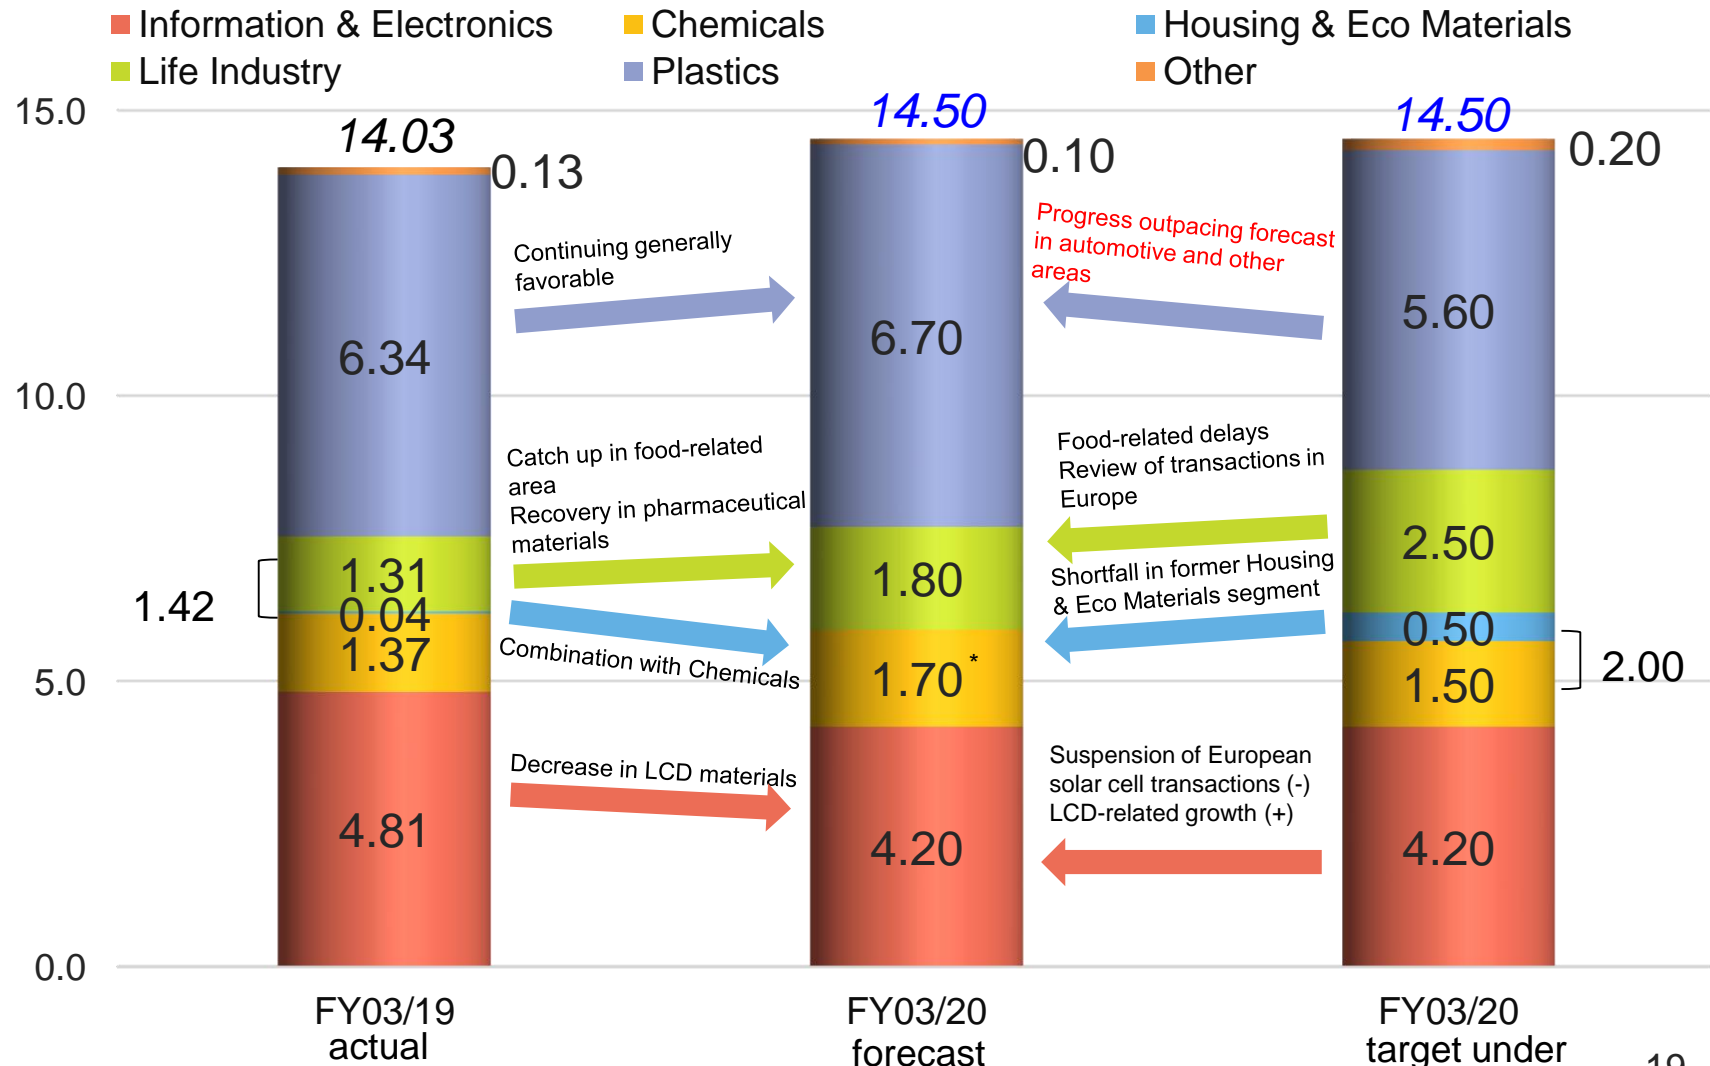 Information & Electronics
Chemicals
Housing & Eco Materials
Life Industry
Plastics
Other
15.0
10.0
5.0
0.0
14.03
0.13
6.34
1.31
0.04
1.37
4.81
1.42
Continuing generally
favorable
Catch up in food-related
area
Recovery in pharmaceutical
materials
Combination with Chemicals
Decrease in LCD materials
14.50
0.10
6.70
1.80
1.70 *
4.20
Progress outpacing forecast
in automotive and other
areas
Food-related delays
Review of transactions in
Europe
Shortfall in former Housing
& Eco Materials segment
Suspension of European
solar cell transactions (-)
LCD-related growth (+)
14.50
0.20
5.60
2.50
0.50
1.50
4.20
2.00
FY03/19
actual
FY03/20
forecast
FY03/20
target under